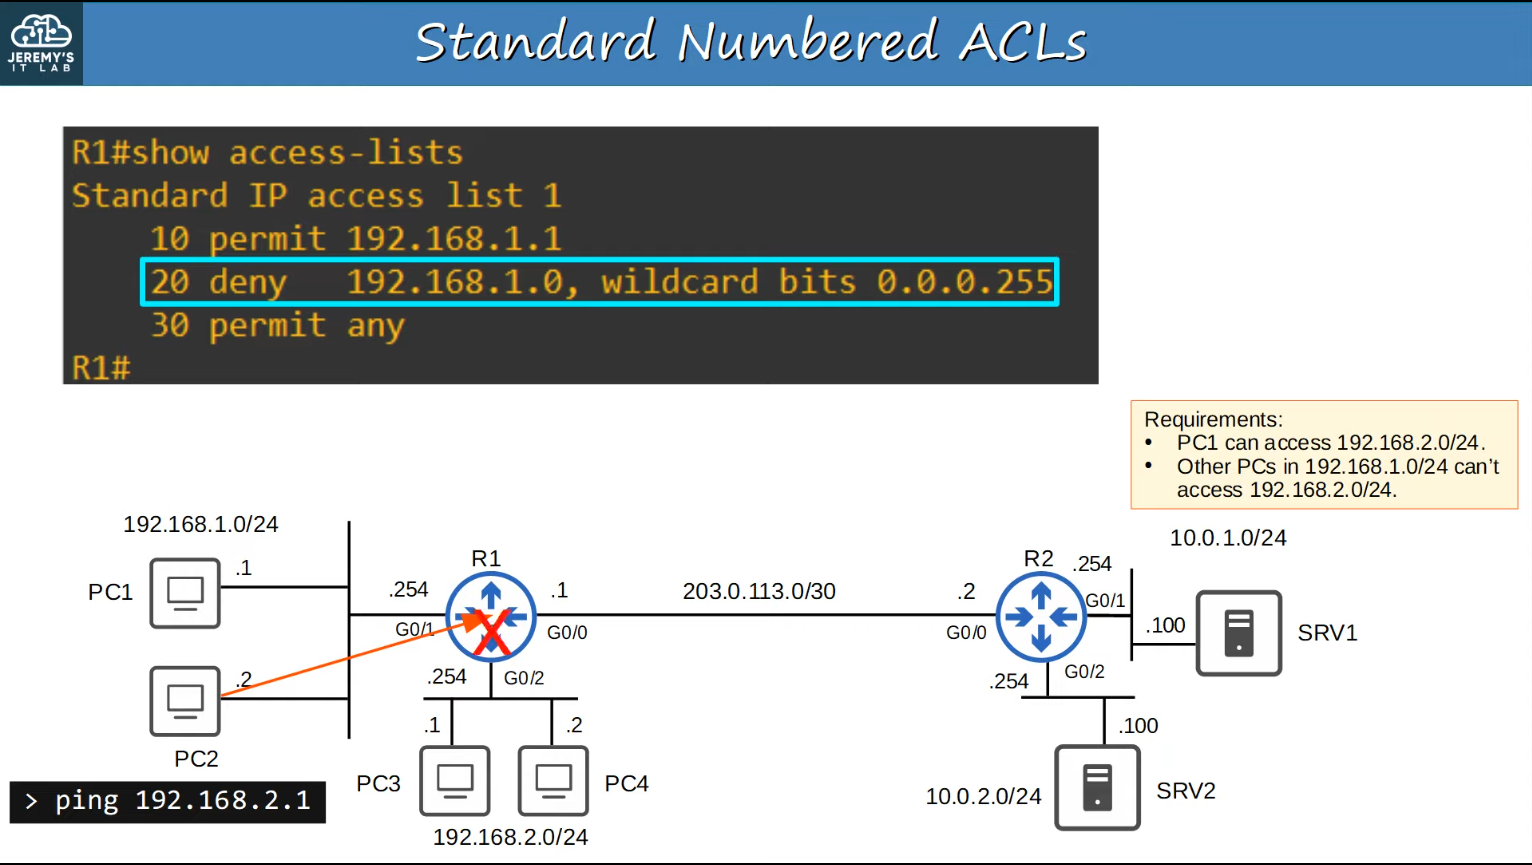 JEREMY'S
IT LAB
Standard Numbered ACLs
R1#show access-lists
Standard IP access list 1
10 permit 192.168.1.1
20 deny   192.168.1.0, wildcard bits 0.0.0.255
30 permit any
R1#
Requirements:
• PC1 can access 192.168.2.0/24.
• Other PCs in 192.168.1.0/24 can't
access 192.168.2.0/24.
192.168.1.0/24
10.0.1.0/24
PC1
.1
R1
.254
.1
G0/1
G0/0
203.0.113.0/30
R2
.2
.254
G0/0
G0/1
.100
SRV1
.2
PC2
.254
G0/2
.254
G0/2
.1
.2
.100
PC3
PC4
192.168.2.0/24
10.0.2.0/24
SRV2
> ping 192.168.2.1